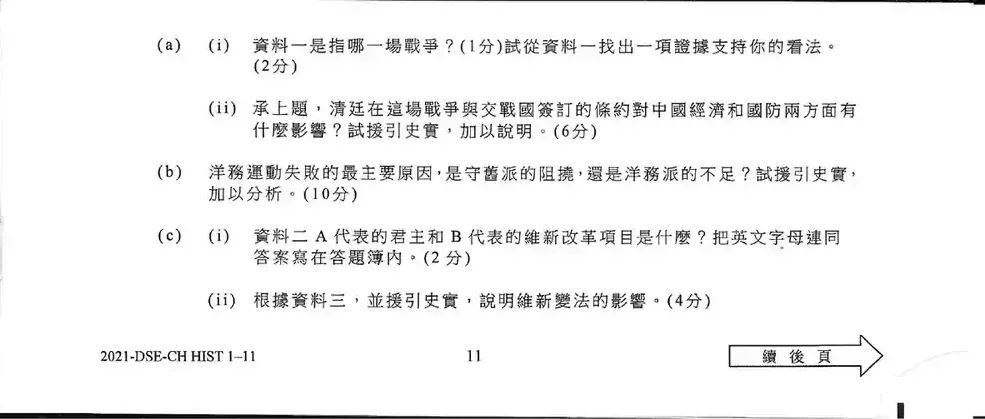 (a) (i) 資料一是指哪一場戰爭？(1分)試從資料一找出一項證據支持你的看法。
(2分)
(ii) 承上題，清廷在這場戰爭與交戰國簽訂的條約對中國經濟和國防兩方面有
什麼影響？試援引史實，加以說明。(6分)
(b) 洋務運動失敗的最主要原因，是守舊派的阻撓，還是洋務派的不足？試援引史實，
加以分析。(10分)
(c) (i) 資料二 A 代表的君主和 B 代表的維新改革項目是什麼？把英文字母連同
答案寫在答題簿內。(2 分)
(ii) 根據資料三，並援引史實，說明維新變法的影響。(4分)
2021-DSE-CH HIST 1–11
11
續後頁